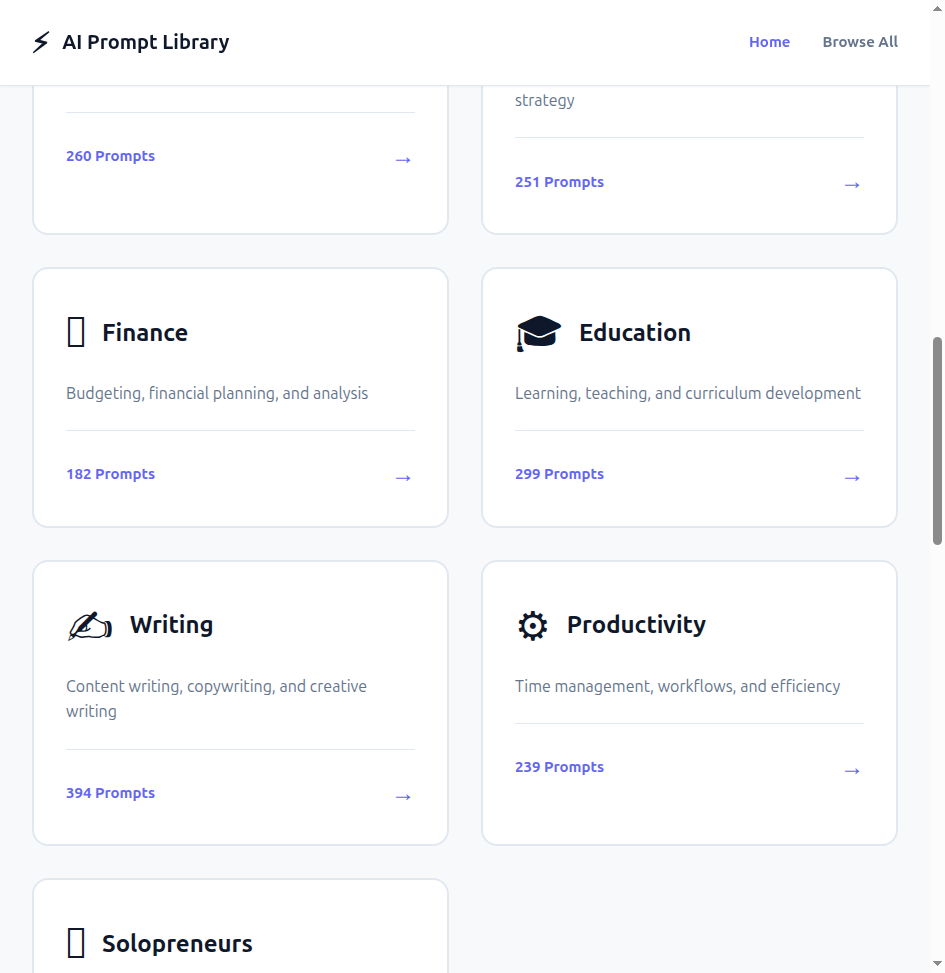 ⚡ AI Prompt Library
Home
Browse All
strategy
260 Prompts →
251 Prompts →
Finance
Education
Budgeting, financial planning, and analysis
Learning, teaching, and curriculum development
182 Prompts →
299 Prompts →
Writing
Productivity
Content writing, copywriting, and creative
writing
Time management, workflows, and efficiency
394 Prompts →
239 Prompts →
Solopreneurs